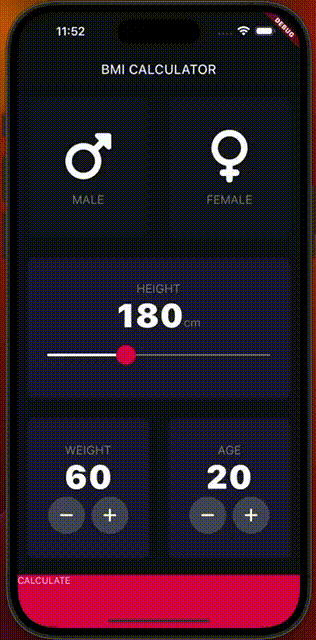 11:52
DEBUG
BMI CALCULATOR
MALE
FEMALE
HEIGHT
180cm
WEIGHT
AGE
60
20
CALCULATE